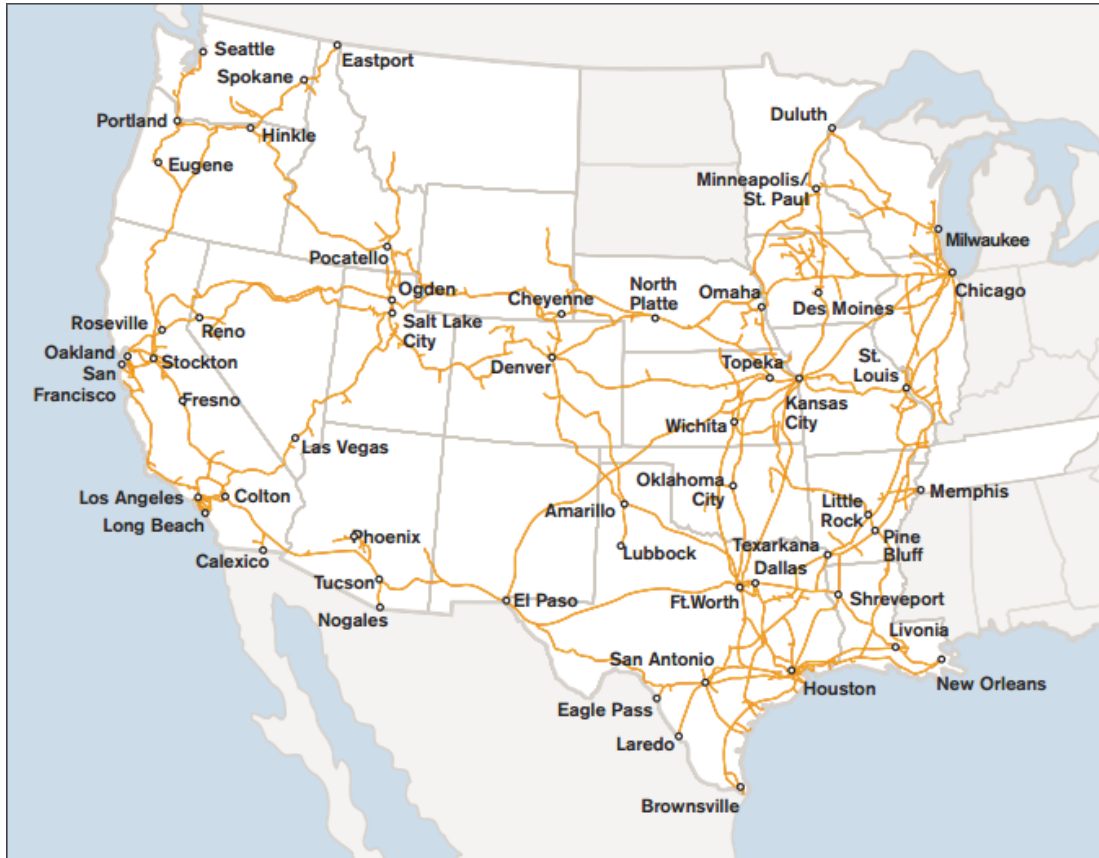 Seattle
Eastport
Spokane
Duluth
Portland
Hinkle
Eugene
Minneapolis/
St. Paul
Milwaukee
Pocatello
Chicago
Ogden
Cheyenne
North
Platte
Omaha
Des Moines
Roseville
Reno
Salt Lake
City
Oakland
San
Francisco
Stockton
Denver
Topeka
St.
Louis
Fresno
Kansas
City
Wichita
Las Vegas
Los Angeles
Colton
Oklahoma
City
Memphis
Long Beach
Amarillo
Little
Rock
Pine
Bluff
Phoenix
Lubbock
Texarkana
Calexico
Dallas
Tucson
El Paso
Ft.Worth
Shreveport
Nogales
Livonia
San Antonio
Houston
New Orleans
Eagle Pass
Laredo
Brownsville